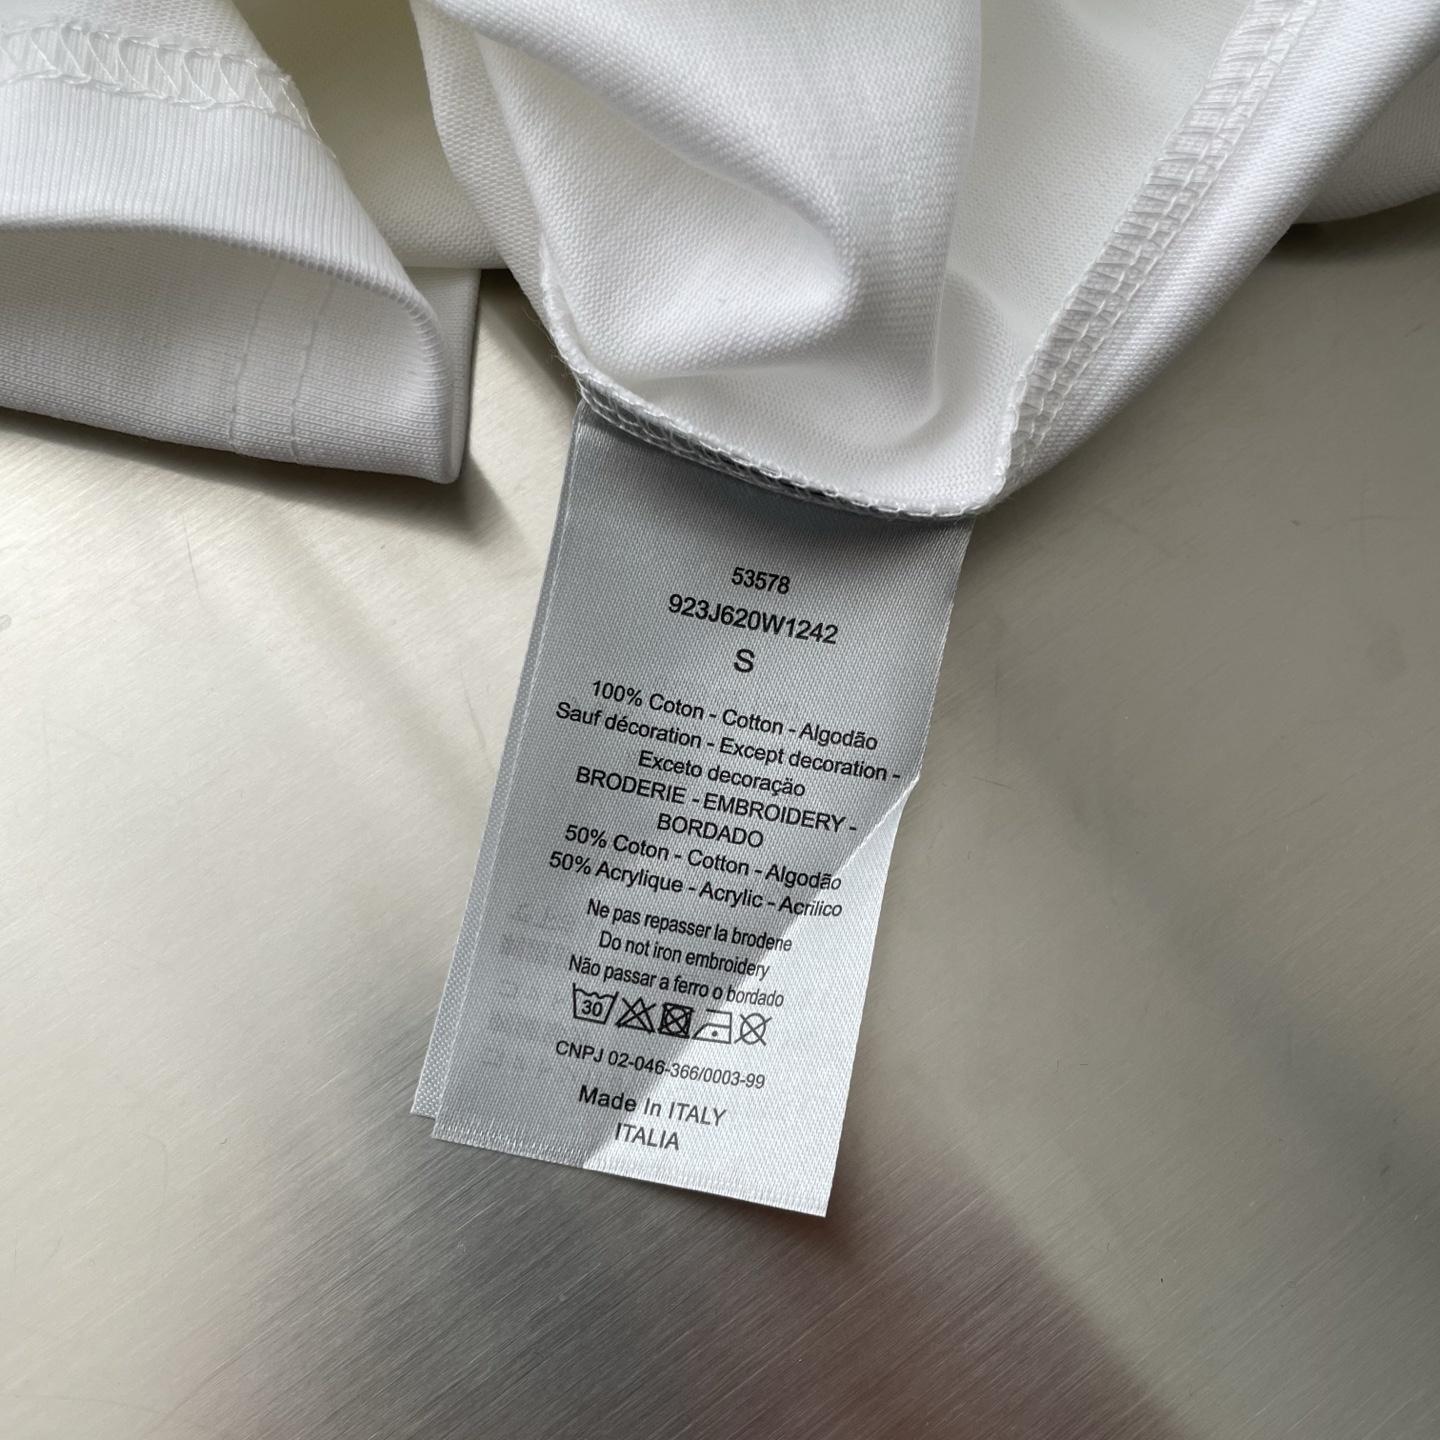 53578
923J620W1242
S
100% Coton - Cotton - Algodão
Sauf décoration - Except decoration -
Exceto decoração
BRODERIE - EMBROIDERY -
BORDADO
50% Coton - Cotton - Algodão
50% Acrylique - Acrylic - Acrilico
Ne pas repasser la brodene
Do not iron embroidery
Não passar a ferro o bordado
30
CNPJ 02-046-366/0003-99
Made In ITALY
ITALIA